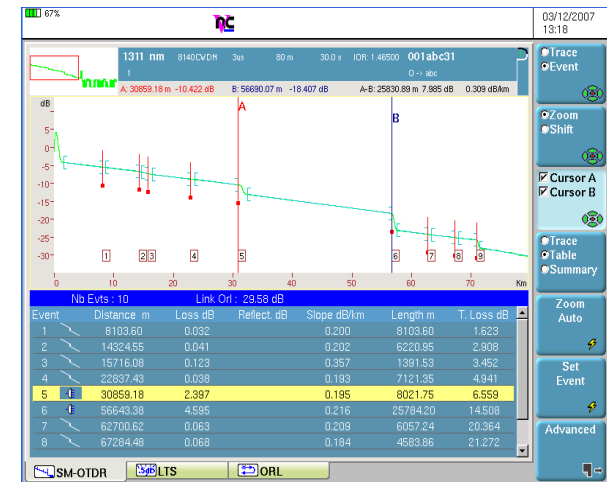 67%
03/12/2007
13:18
1311 nm 8140CWDM 3us 80 m 30.0 s IOR: 1.46500 001abc31
1 O -> abc
A: 30859.18 m -10.422 dB B: 56690.07 m -18.407 dB A-B: 25830.89 m 7.985 dB 0.309 dB/km
dB
A
B
5-
0-
-5-
-10-
-15-
-20-
-25-
-30-
1 2 3 4 5 6 7 8 9
0 10 20 30 40 50 60 70 Km
Nb Evts : 10 Link Orl : 29.58 dB
Event Distance m Loss dB Reflect. dB Slope dB/km Length m T. Loss dB
1 8103.60 0.032 0.200 8103.60 1.623
2 14324.55 0.041 0.202 6220.95 2.908
3 15716.08 0.123 0.357 1391.53 3.452
4 22837.43 0.038 0.193 7121.35 4.941
5 30859.18 2.397 0.195 8021.75 6.559
6 56643.38 4.595 0.216 25784.20 14.508
7 62700.62 0.063 0.209 6057.24 20.364
8 67284.48 0.068 0.184 4583.86 21.272
SM-OTDR LTS ORL
Trace
Event
Zoom
Shift
Cursor A
Cursor B
Trace
Table
Summary
Zoom
Auto
Set
Event
Advanced